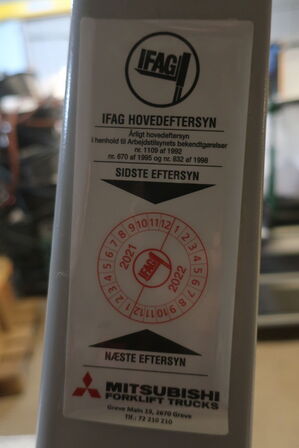 IFAG
IFAG HOVEDEFTERSYN
Årligt hovedeftersyn
i henhold til Arbejdstilsynets bekendtgørelser
nr. 1109 af 1992
nr. 670 af 1995 og nr. 832 af 1998
SIDSTE EFTERSYN
1 2 3 4 5 6 7 8 9 10 11 12
2021
IFAG
2022
1 2 3 4 5 6 7 8 9 10 11 12
NÆSTE EFTERSYN
MITSUBISHI
FORKLIFT TRUCKS
Greve Main 19, 2670 Greve
Tlf.: 72 210 210